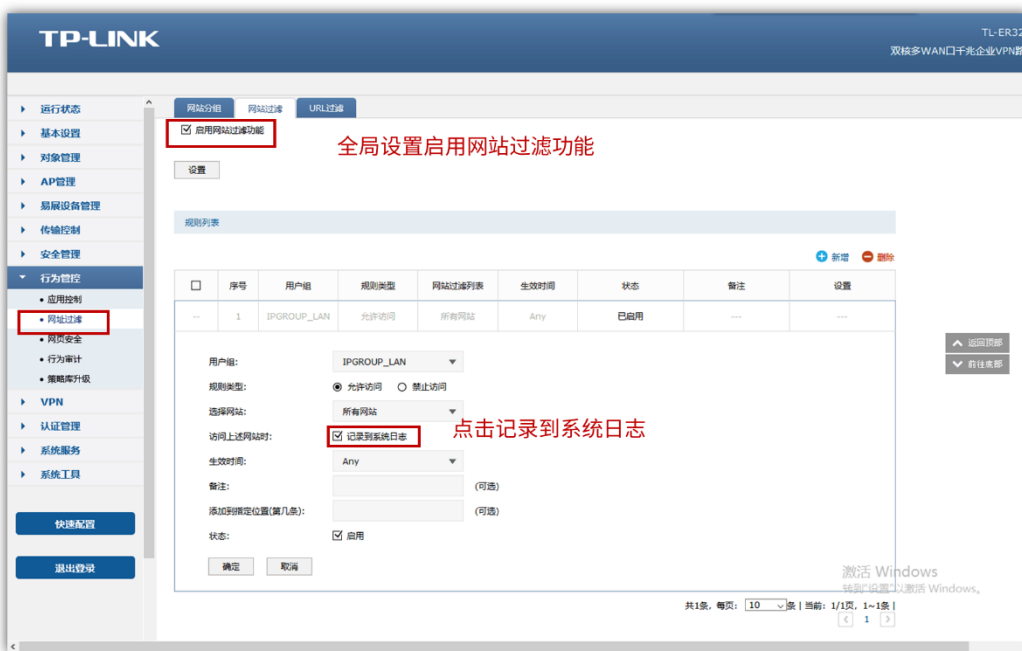 TP-LINK
TL-ER32
双核多WAN口千兆企业VPN路
运行状态
基本设置
对象管理
AP管理
易展设备管理
传输控制
安全管理
行为管控
应用控制
网址过滤
网页安全
行为审计
策略库升级
VPN
认证管理
系统服务
系统工具
快速配置
退出登录
网站分组 网站过滤 URL过滤
启用网站过滤功能
全局设置启用网站过滤功能
设置
规则列表
新增 删除
序号 用户组 规则类型 网站过滤列表 生效时间 状态 备注 设置
-- 1 IPGROUP_LAN 允许访问 所有网站 Any 已启用 --- ---
用户组: IPGROUP_LAN
规则类型: 允许访问 禁止访问
选择网站: 所有网站
访问上述网站时: 记录到系统日志
点击记录到系统日志
生效时间: Any
备注: (可选)
添加到指定位置(第几条): (可选)
状态: 启用
确定 取消
返回顶部
前往底部
激活 Windows
转到"设置"以激活 Windows。
共1条, 每页: 10 条 | 当前: 1/1页, 1~1条 |
1